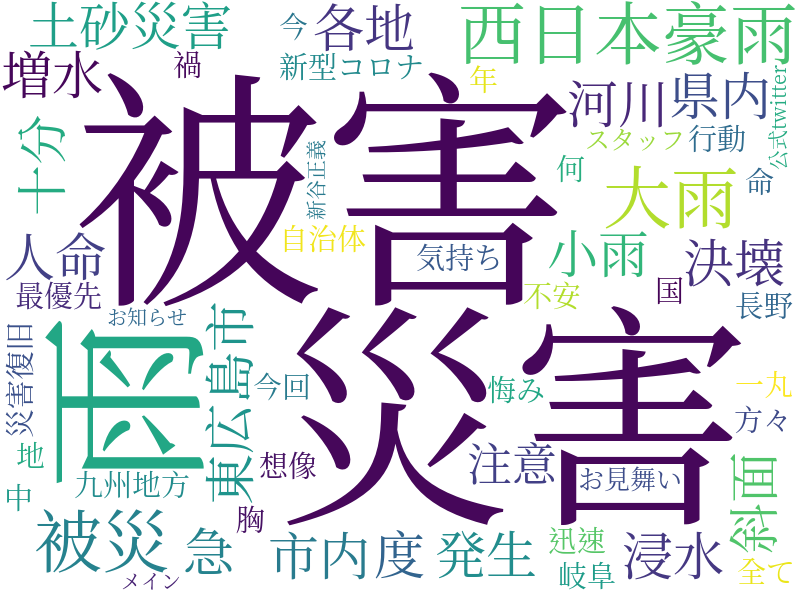 土砂災害
今
各地
西日本豪雨
増水
禍
新型コロナ
年
河川
県内
公式twitter
十分
被害
新谷正義
スタッフ
行動
何
命
大雨
人命
自治体
気持ち
小雨
決壊
最優先
不安
国
長野
お知らせ
雨
東広島市
災害
災害復旧
今回
悔み
一丸
方々
地
中
九州地方
想像
注意
お見舞い
斜面
胸
被災
急
市内
度
発生
迅速
浸水
メイン
岐阜
全て